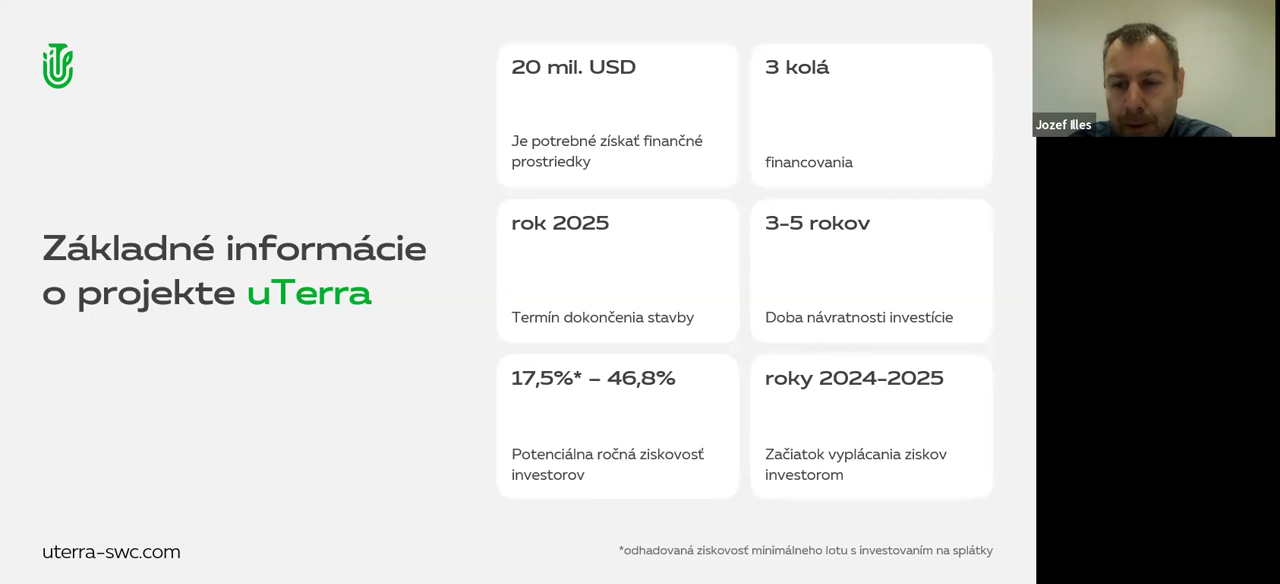 20 mil. USD
Je potrebné získať finančné
prostriedky
3 kolá
financovania
Základné informácie
o projekte uTerra
rok 2025
Termín dokončenia stavby
3-5 rokov
Doba návratnosti investície
17,5%* – 46,8%
Potenciálna ročná ziskovosť
investorov
roky 2024-2025
Začiatok vyplácania ziskov
investorom
uterra-swc.com
*odhadovaná ziskovosť minimálneho lotu s investovaním na splátky
Jozef Illes